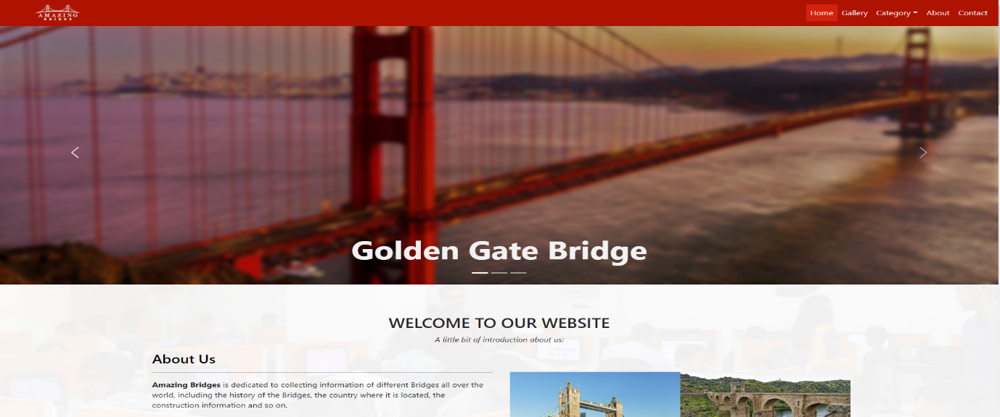 AMAZING
BRIDGE
Home Gallery Category About Contact
Golden Gate Bridge
WELCOME TO OUR WEBSITE
A little bit of introduction about us:
About Us
Amazing Bridges is dedicated to collecting information of different Bridges all over the
world, including the history of the Bridges, the country where it is located, the
construction information and so on.